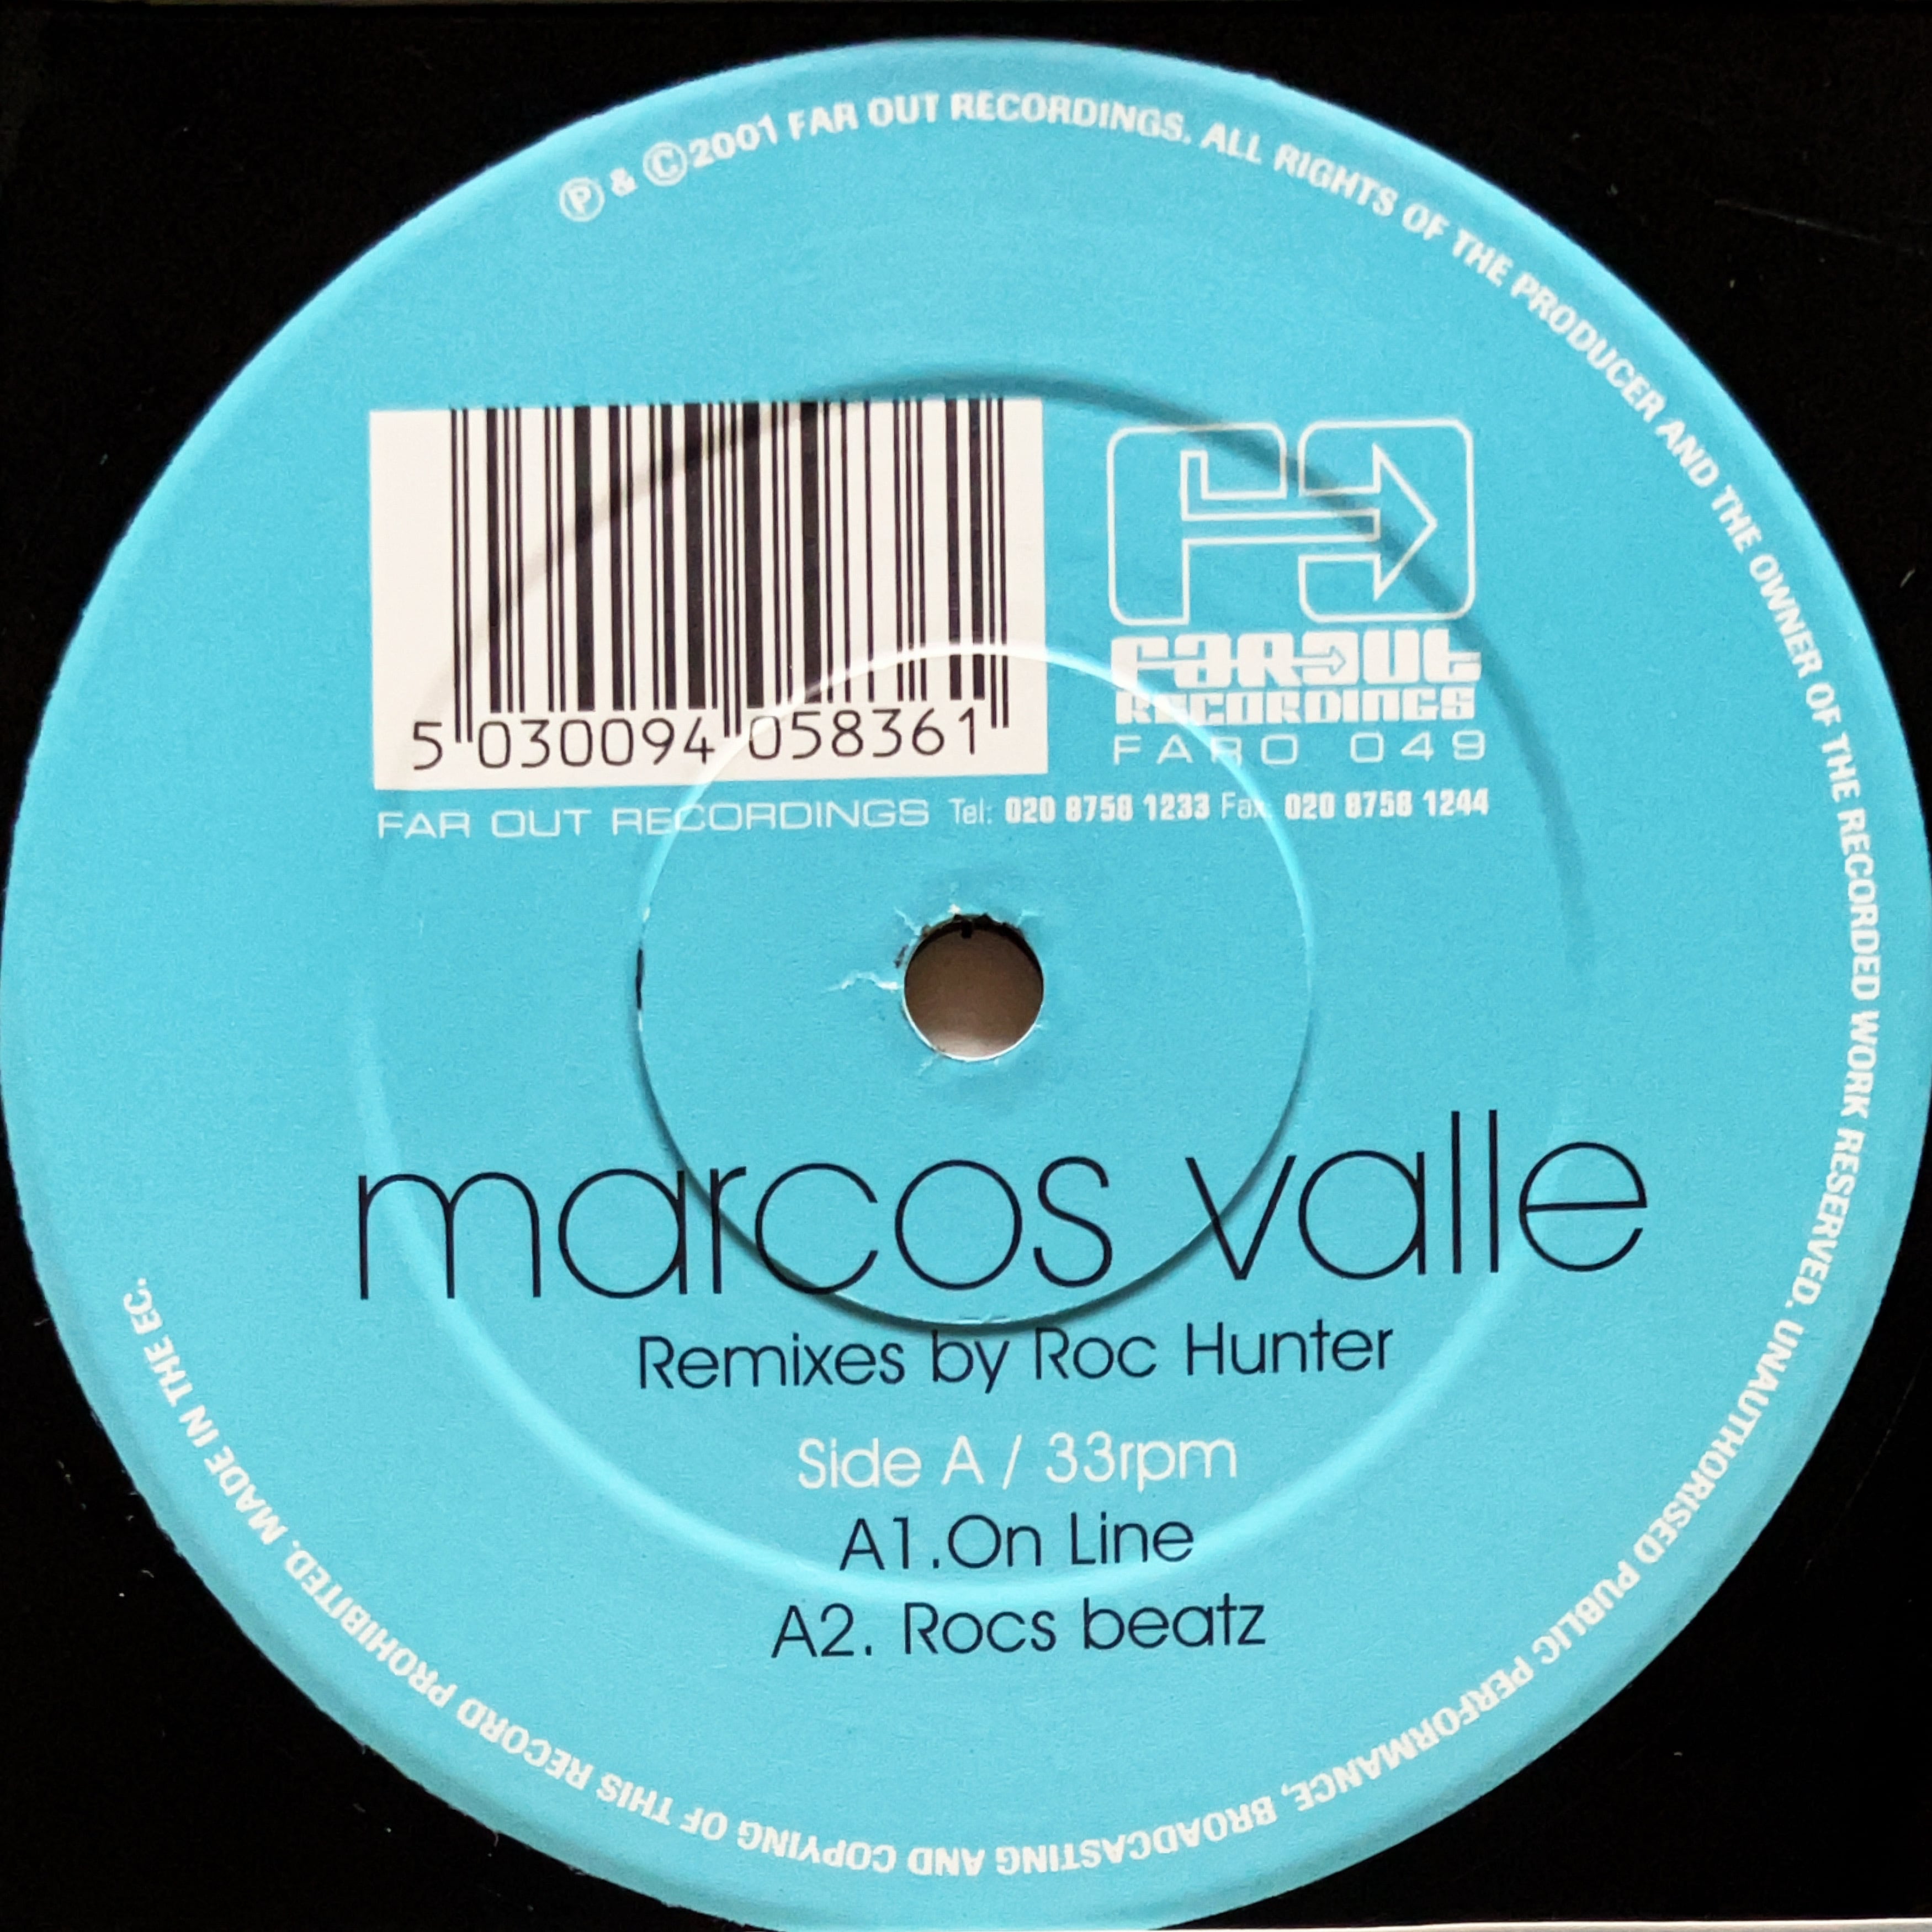 Ⓟ & ©2001 FAR OUT RECORDINGS. ALL RIGHTS OF THE PRODUCER AND THE OWNER OF THE RECORDED WORK RESERVED. UNAUTHORISED PUBLIC PERFORMANCE, BROADCASTING AND COPYING OF THIS RECORD PROHIBITED. MADE IN THE EC.
5 030094 058361
FAROUT
RECORDINGS
FARO 049
FAR OUT RECORDINGS Tel: 020 8758 1233 Fax: 020 8758 1244
marcos valle
Remixes by Roc Hunter
Side A / 33rpm
A1.On Line
A2. Rocs beatz